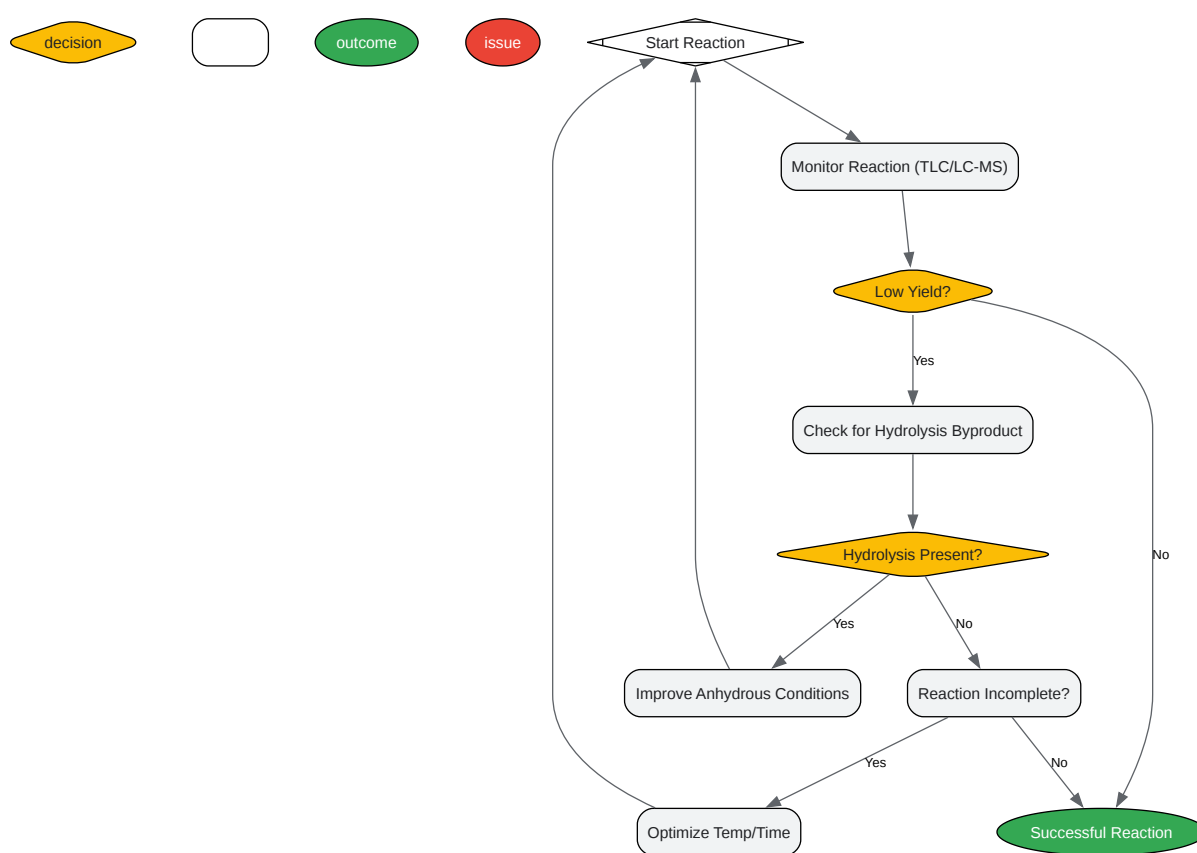 decision
outcome
issue
Start Reaction
Monitor Reaction (TLC/LC-MS)
Low Yield?
Yes
Check for Hydrolysis Byproduct
Hydrolysis Present?
No
Yes
No
Improve Anhydrous Conditions
Reaction Incomplete?
Yes
No
Optimize Temp/Time
Successful Reaction